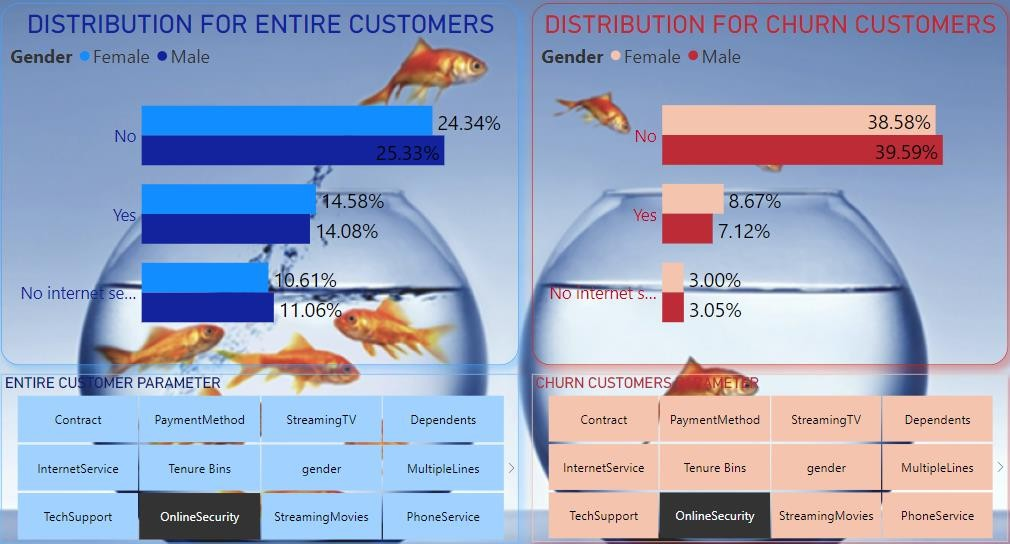 DISTRIBUTION FOR ENTIRE CUSTOMERS
Gender Female Male
No 24.34%
25.33%
Yes 14.58%
14.08%
No internet se... 10.61%
11.06%
ENTIRE CUSTOMER PARAMETER
Contract PaymentMethod StreamingTV Dependents
InternetService Tenure Bins gender MultipleLines
TechSupport OnlineSecurity StreamingMovies PhoneService
DISTRIBUTION FOR CHURN CUSTOMERS
Gender Female Male
No 38.58%
39.59%
Yes 8.67%
7.12%
No internet s... 3.00%
3.05%
CHURN CUSTOMERS PARAMETER
Contract PaymentMethod StreamingTV Dependents
InternetService Tenure Bins gender MultipleLines
TechSupport OnlineSecurity StreamingMovies PhoneService